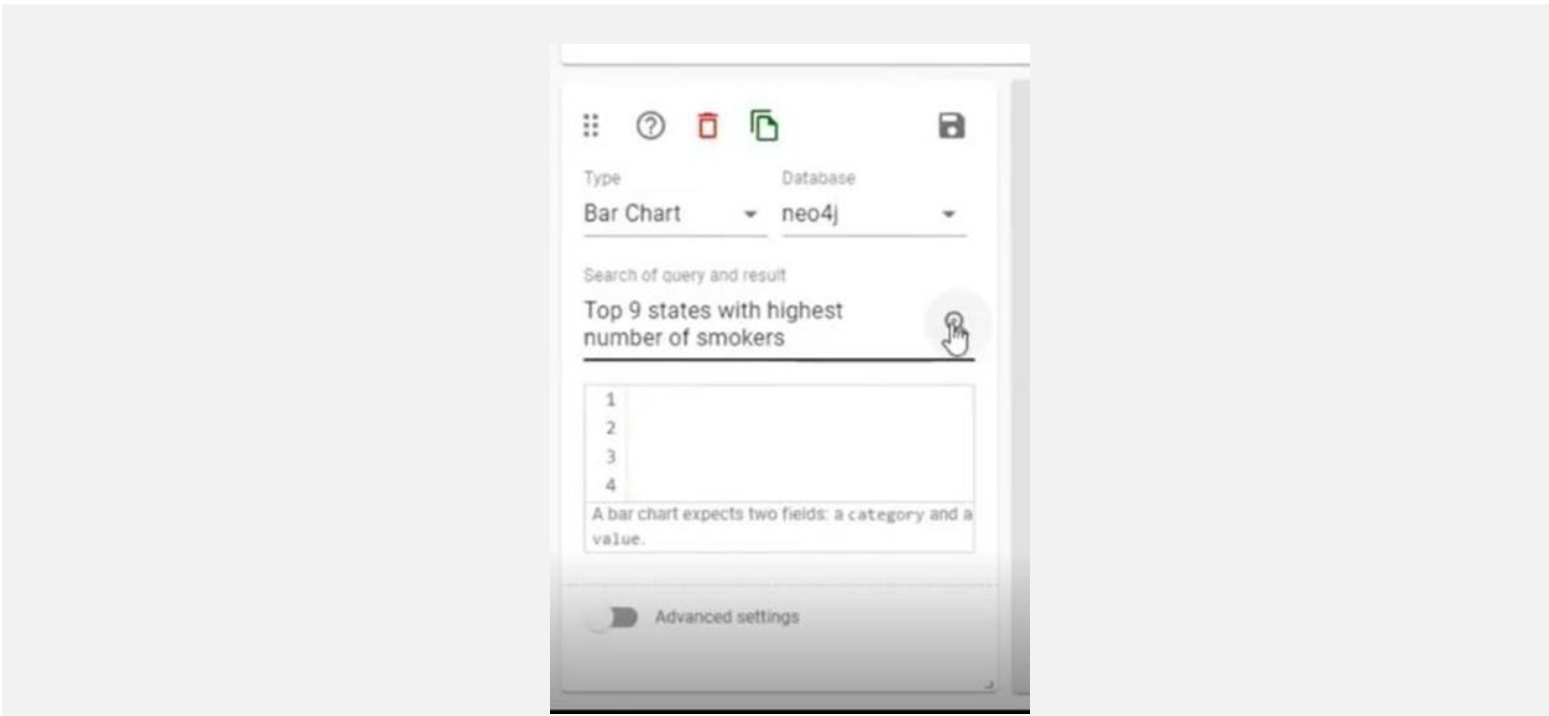 Type
Database
Bar Chart
neo4j
Search of query and result
Top 9 states with highest
number of smokers
1
2
3
4
A bar chart expects two fields: a category and a
value.
Advanced settings